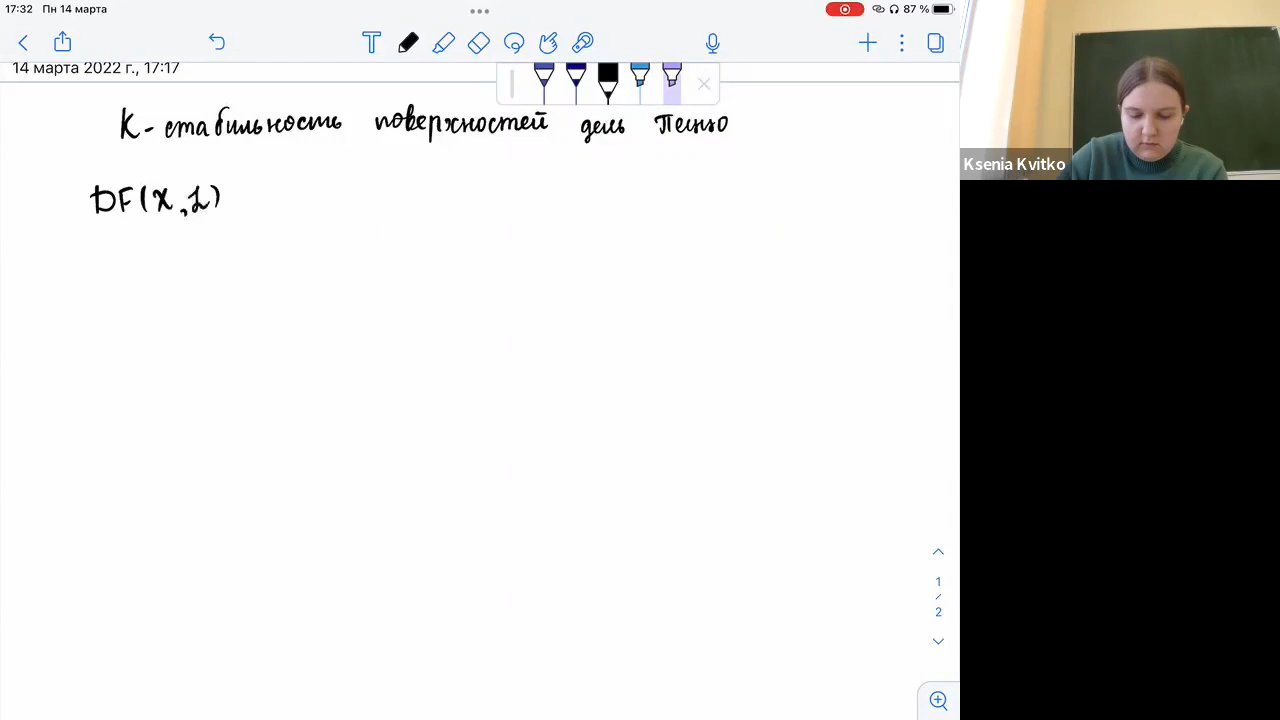 17:32 Пн 14 марта
87 %
14 марта 2022 г., 17:17
К-стабильность поверхностей дель Пеццо
DF(X, L)
Ksenia Kvitko
1
/
2